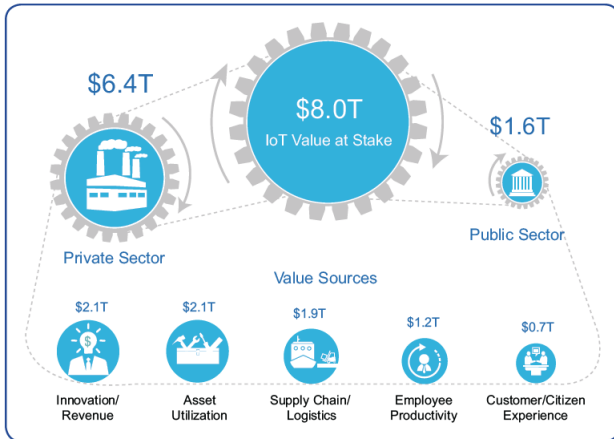 $6.4T
$8.0T
IoT Value at Stake
$1.6T
Private Sector
Public Sector
Value Sources
$2.1T
$2.1T
$1.9T
$1.2T
$0.7T
$
Innovation/
Revenue
Asset
Utilization
Supply Chain/
Logistics
Employee
Productivity
Customer/Citizen
Experience